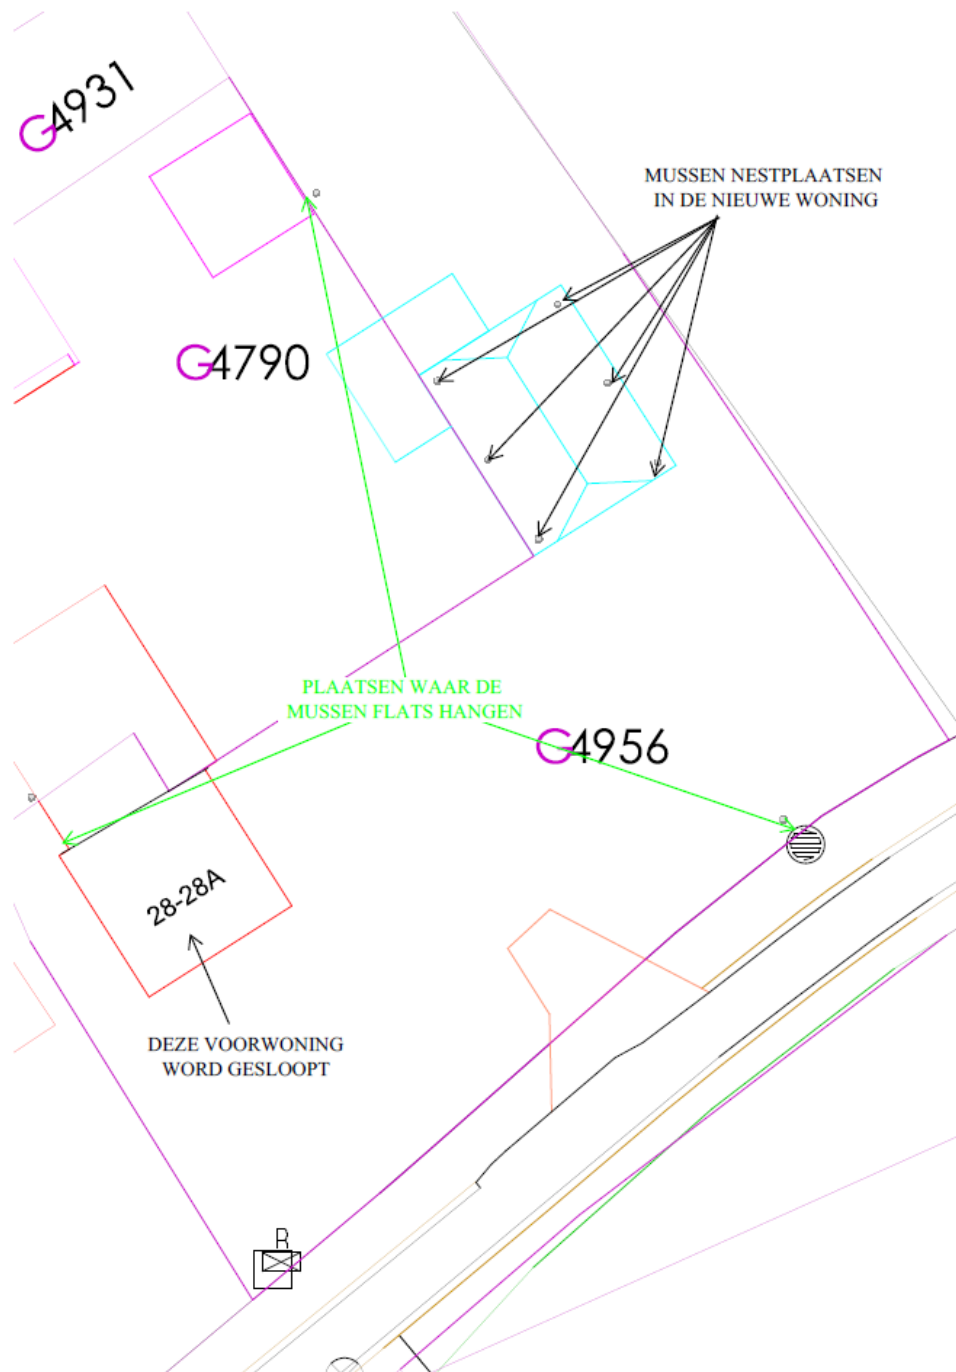 G4931
MUSSEN NESTPLAATSEN
IN DE NIEUWE WONING
G4790
PLAATSEN WAAR DE
MUSSEN FLATS HANGEN
G4956
28-28A
DEZE VOORWONING
WORD GESLOOPT
R